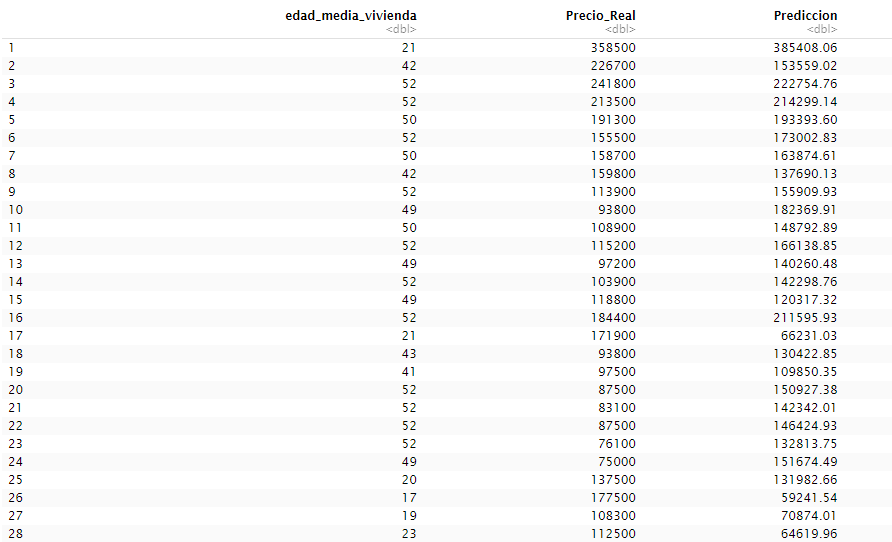 edad_media_vivienda Precio_Real Prediccion
<dbl> <dbl> <dbl>
1 21 358500 385408.06
2 42 226700 153559.02
3 52 241800 222754.76
4 52 213500 214299.14
5 50 191300 193393.60
6 52 155500 173002.83
7 50 158700 163874.61
8 42 159800 137690.13
9 52 113900 155909.93
10 49 93800 182369.91
11 50 108900 148792.89
12 52 115200 166138.85
13 49 97200 140260.48
14 52 103900 142298.76
15 49 118800 120317.32
16 52 184400 211595.93
17 21 171900 66231.03
18 43 93800 130422.85
19 41 97500 109850.35
20 52 87500 150927.38
21 52 83100 142342.01
22 52 87500 146424.93
23 52 76100 132813.75
24 49 75000 151674.49
25 20 137500 131982.66
26 17 177500 59241.54
27 19 108300 70874.01
28 23 112500 64619.96